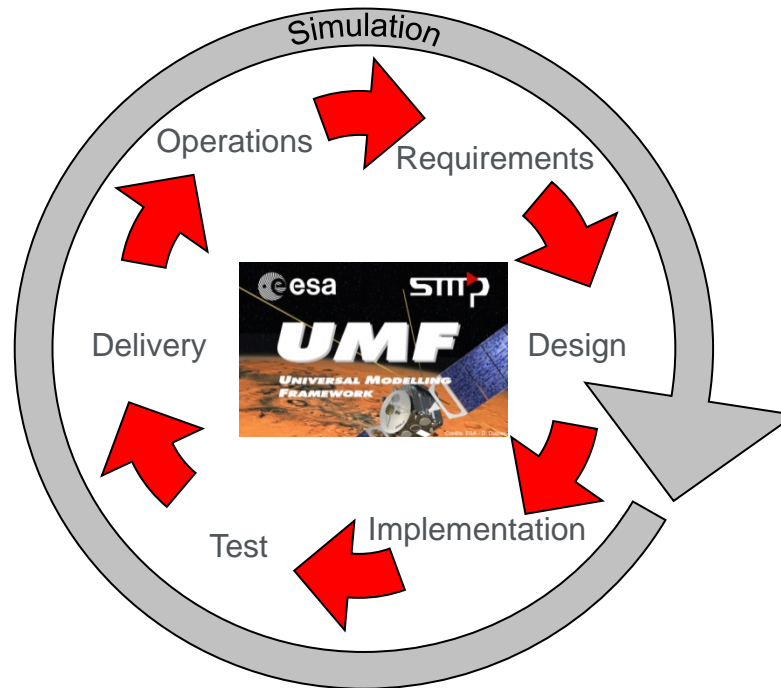 Simulation
Operations
Requirements
esa
smp
UMF
UNIVERSAL MODELLING
FRAMEWORK
Delivery
Design
Implementation
Test